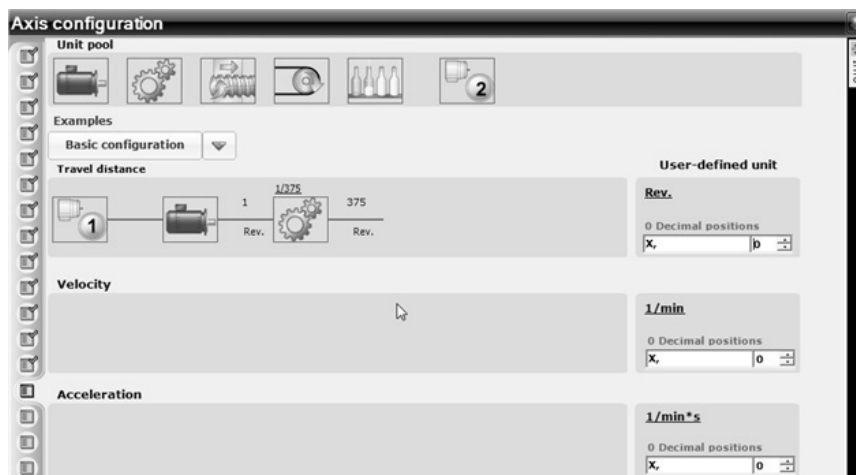 Axis configuration
Unit pool
2
Examples
Basic configuration
Travel distance
User-defined unit
1
1
Rev.
1/375
375
Rev.
Rev.
0 Decimal positions
X,
0
Velocity
1/min
0 Decimal positions
X,
0
Acceleration
1/min*s
0 Decimal positions
X,
0